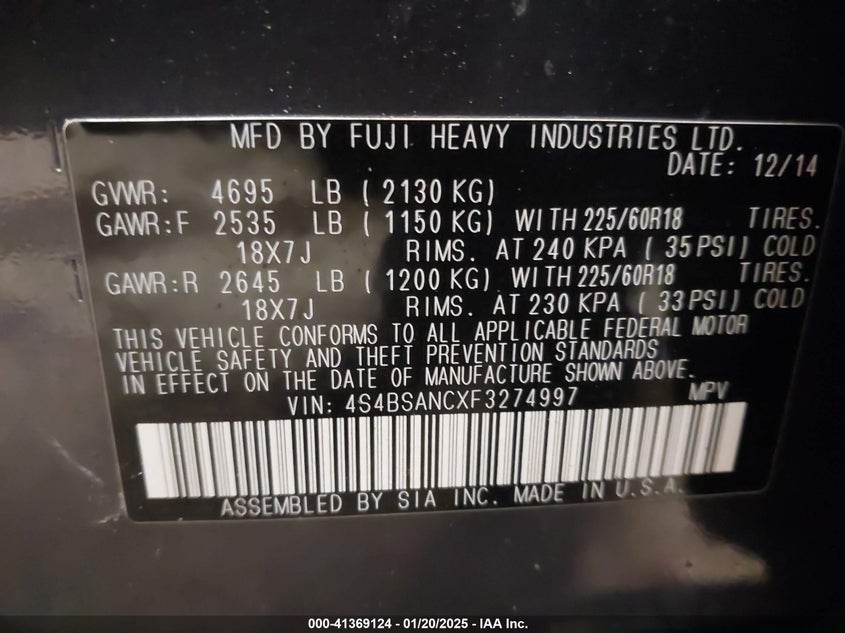 MFD BY FUJI HEAVY INDUSTRIES LTD.
DATE: 12/14
GVWR: 4695 LB ( 2130 KG)
GAWR:F 2535 LB ( 1150 KG) WITH 225/60R18 TIRES.
18X7J RIMS. AT 240 KPA ( 35 PSI) COLD
GAWR:R 2645 LB ( 1200 KG) WITH 225/60R18 TIRES.
18X7J RIMS. AT 230 KPA ( 33 PSI) COLD
THIS VEHICLE CONFORMS TO ALL APPLICABLE FEDERAL MOTOR
VEHICLE SAFETY AND THEFT PREVENTION STANDARDS
IN EFFECT ON THE DATE OF MANUFACTURE SHOWN ABOVE.
VIN: 4S4BSANCXF3274997 MPV
ASSEMBLED BY SIA INC. MADE IN U.S.A.
000-41369124 - 01/20/2025 - IAA Inc.